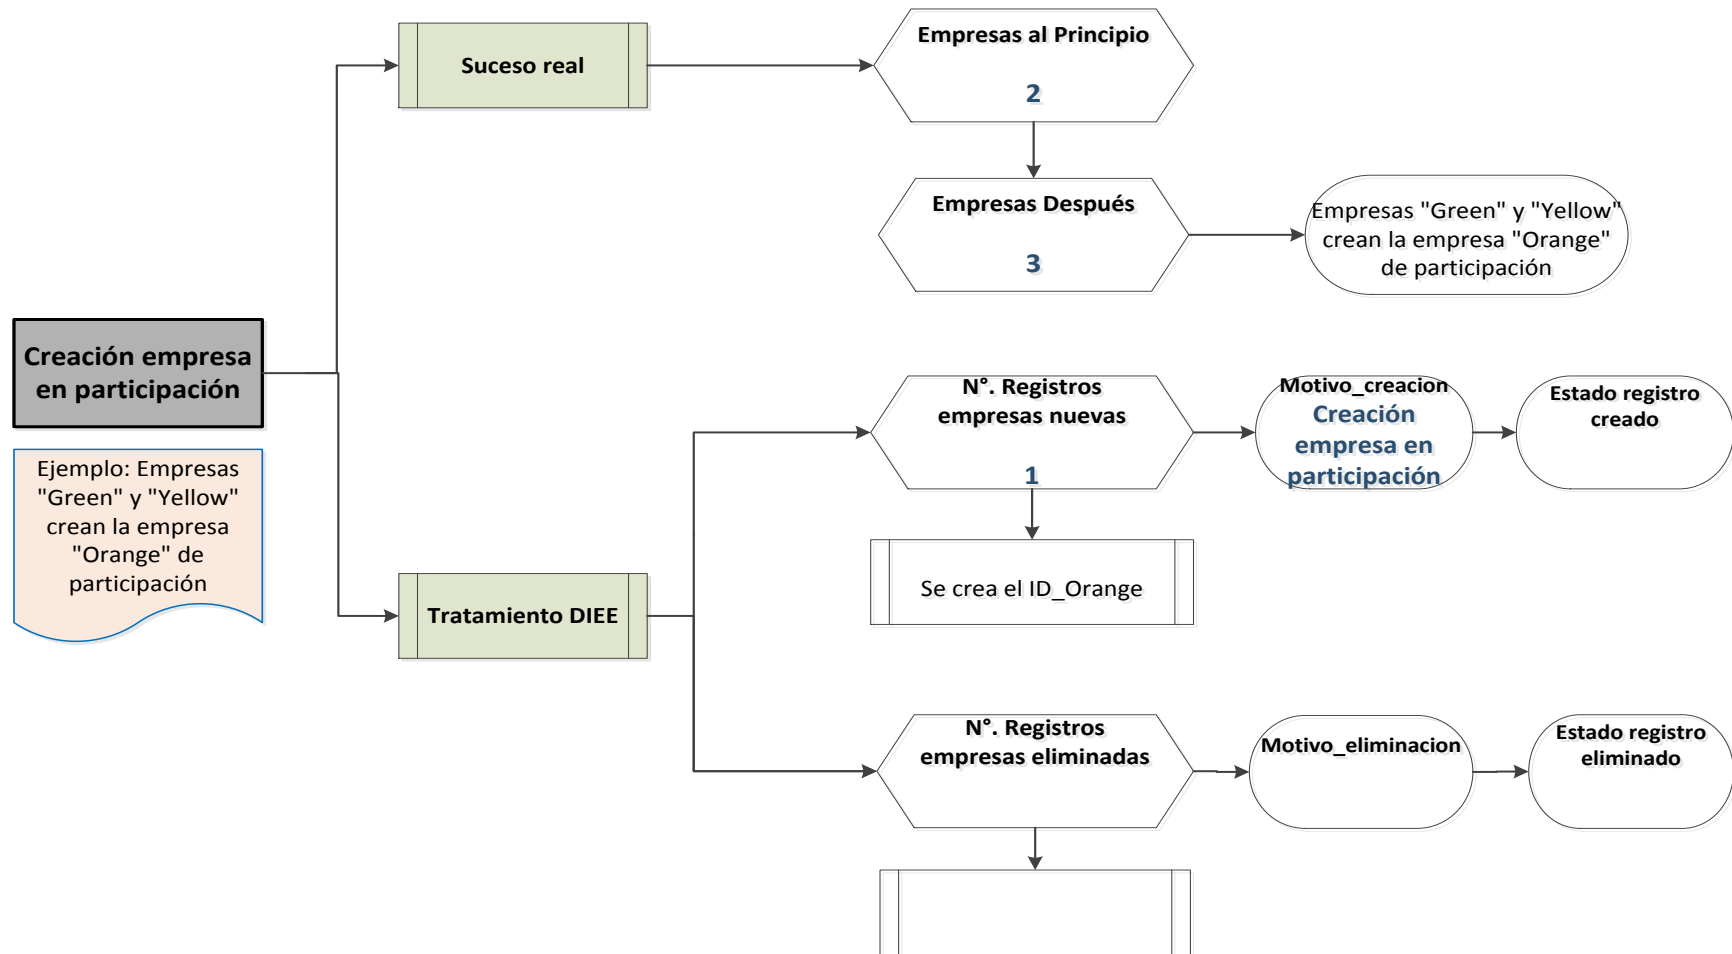 Suceso real
Empresas al Principio
2
Empresas Después
3
Empresas "Green" y "Yellow"
crean la empresa "Orange"
de participación
Creación empresa
en participación
Ejemplo: Empresas
"Green" y "Yellow"
crean la empresa
"Orange" de
participación
Tratamiento DIEE
N°. Registros
empresas nuevas
1
Motivo_creacion
Creación
empresa en
participación
Estado registro
creado
Se crea el ID_Orange
N°. Registros
empresas eliminadas
Motivo_eliminacion
Estado registro
eliminado